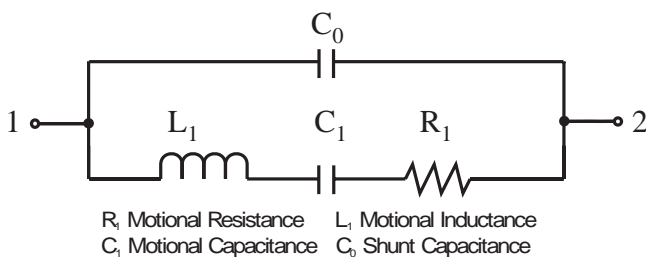 C₀
1 L₁ C₁ R₁ 2
R₁ Motional Resistance L₁ Motional Inductance
C₁ Motional Capacitance C₀ Shunt Capacitance